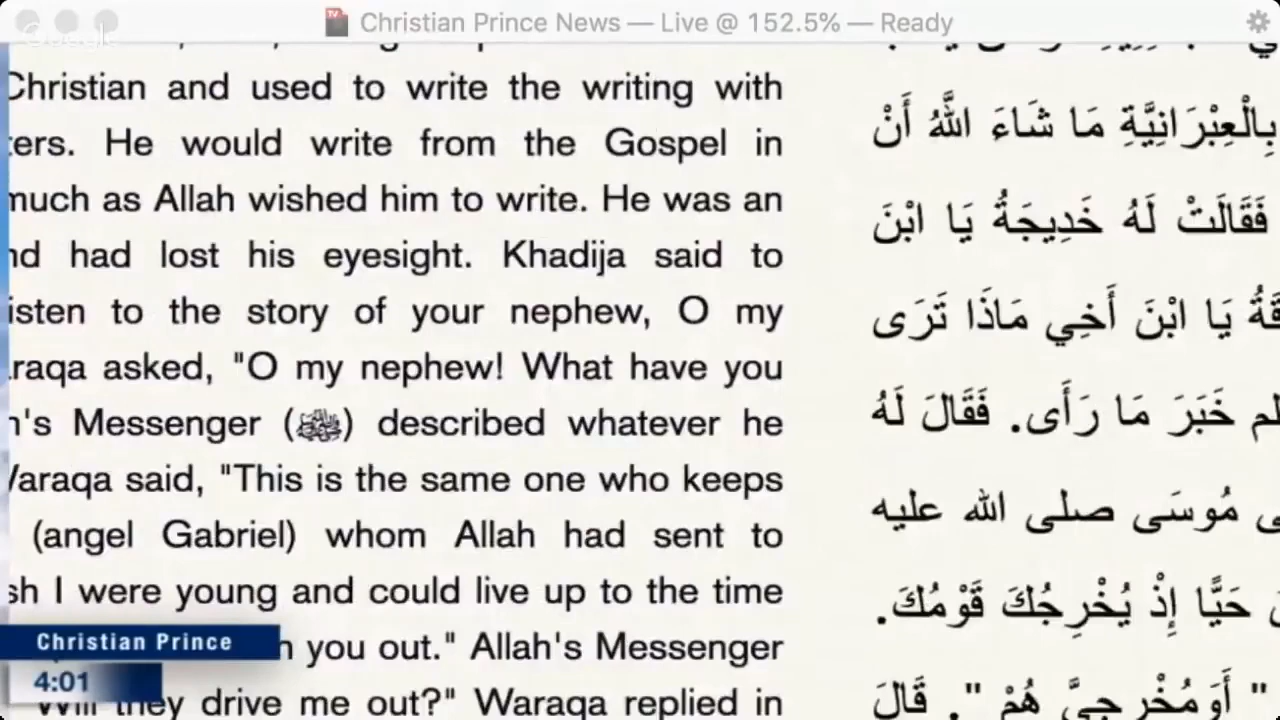 Christian Prince News — Live @ 152.5% — Ready
Google
Christian and used to write the writing with
ters. He would write from the Gospel in
much as Allah wished him to write. He was an
nd had lost his eyesight. Khadija said to
isten to the story of your nephew, O my
raqa asked, "O my nephew! What have you
h's Messenger (ﷺ) described whatever he
Waraqa said, "This is the same one who keeps
(angel Gabriel) whom Allah had sent to
sh I were young and could live up to the time
n you out." Allah's Messenger
Will they drive me out?" Waraqa replied in
بِالْعِبْرَانِيَّةِ مَا شَاءَ اللَّهُ أَنْ
فَقَالَتْ لَهُ خَدِيجَةُ يَا ابْنَ
قَةُ يَا ابْنَ أَخِي مَاذَا تَرَى
لم خَبَرَ مَا رَأَى. فَقَالَ لَهُ
ى مُوسَى صلى الله عليه
حَيًّا إِذْ يُخْرِجُكَ قَوْمُكَ.
" أَوَمُخْرِجِيَّ هُمْ ". قَالَ
Christian Prince
4:01